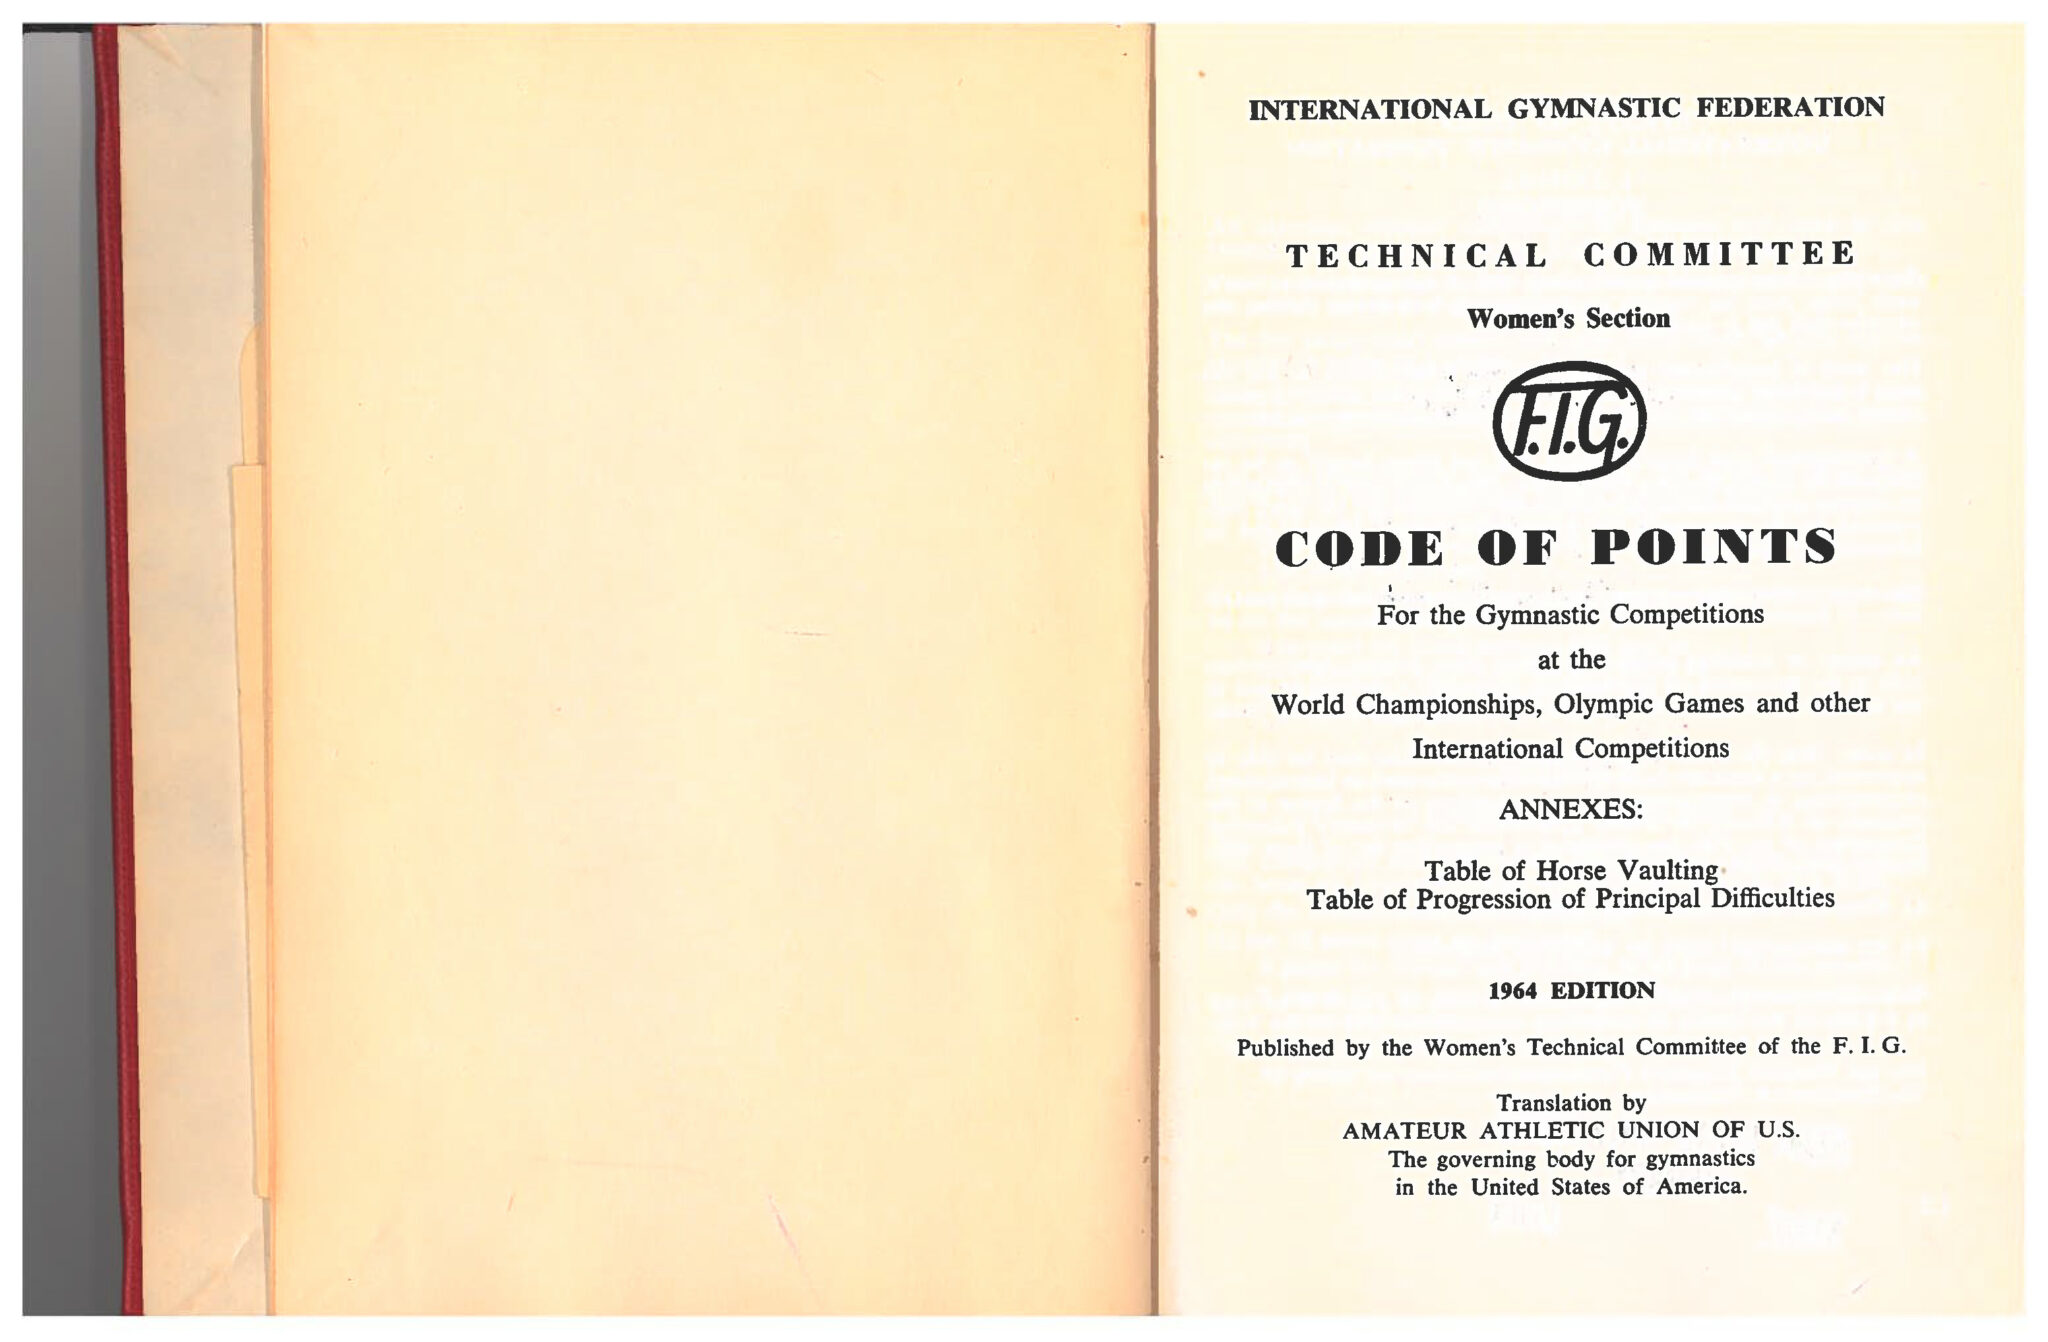 INTERNATIONAL GYMNASTIC FEDERATION
TECHNICAL COMMITTEE
Women's Section
F.I.G.
CODE OF POINTS
For the Gymnastic Competitions
at the
World Championships, Olympic Games and other
International Competitions
ANNEXES:
Table of Horse Vaulting
Table of Progression of Principal Difficulties
1964 EDITION
Published by the Women's Technical Committee of the F. I. G.
Translation by
AMATEUR ATHLETIC UNION OF U.S.
The governing body for gymnastics
in the United States of America.